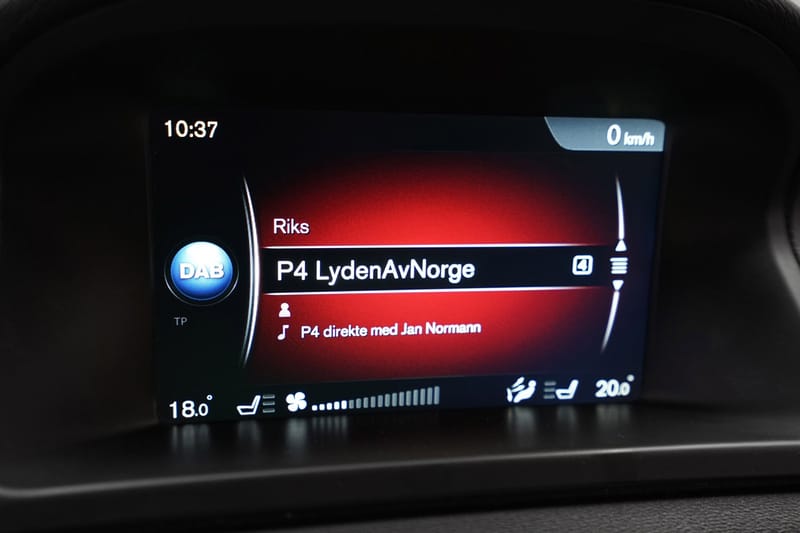 10:37
0 km/h
Riks
DAB
P4 LydenAvNorge
4
TP
P4 direkte med Jan Normann
18.0°
20.0°